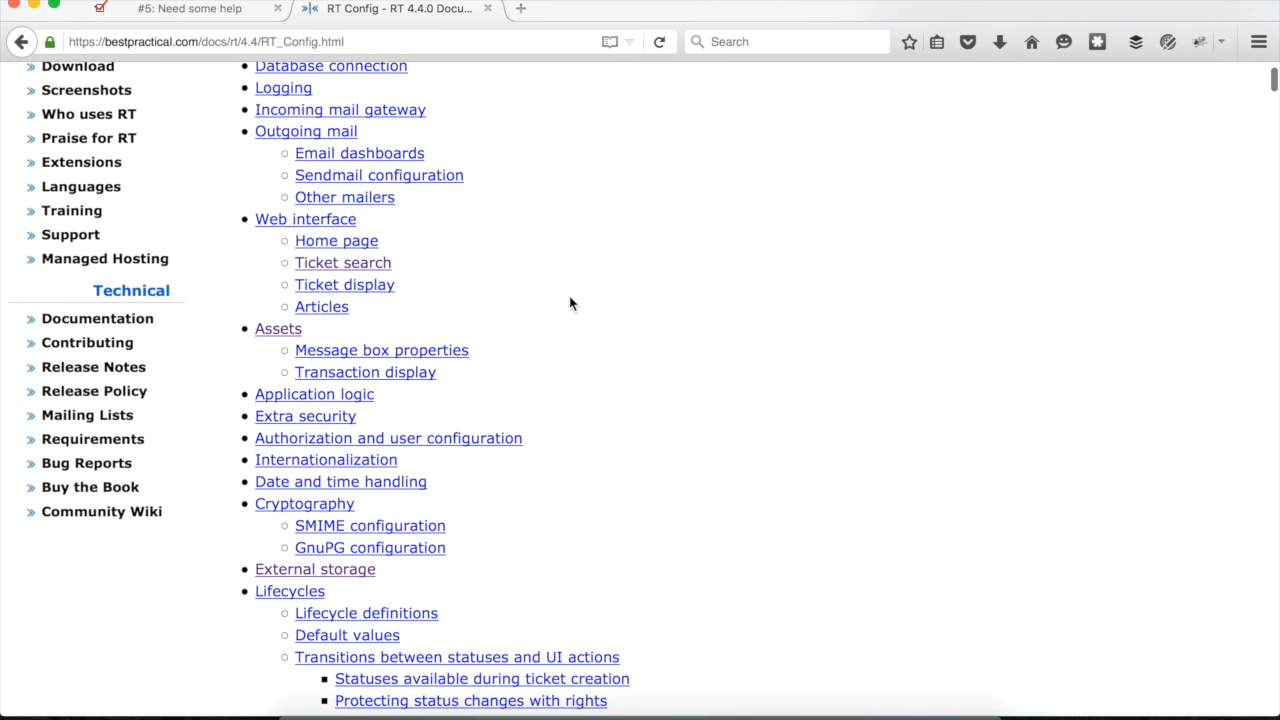 #5: Need some help
RT Config - RT 4.4.0 Docu...
https://bestpractical.com/docs/rt/4.4/RT_Config.html
Search
Download
Screenshots
Who uses RT
Praise for RT
Extensions
Languages
Training
Support
Managed Hosting
Technical
Documentation
Contributing
Release Notes
Release Policy
Mailing Lists
Requirements
Bug Reports
Buy the Book
Community Wiki
Database connection
Logging
Incoming mail gateway
Outgoing mail
Email dashboards
Sendmail configuration
Other mailers
Web interface
Home page
Ticket search
Ticket display
Articles
Assets
Message box properties
Transaction display
Application logic
Extra security
Authorization and user configuration
Internationalization
Date and time handling
Cryptography
SMIME configuration
GnuPG configuration
External storage
Lifecycles
Lifecycle definitions
Default values
Transitions between statuses and UI actions
Statuses available during ticket creation
Protecting status changes with rights